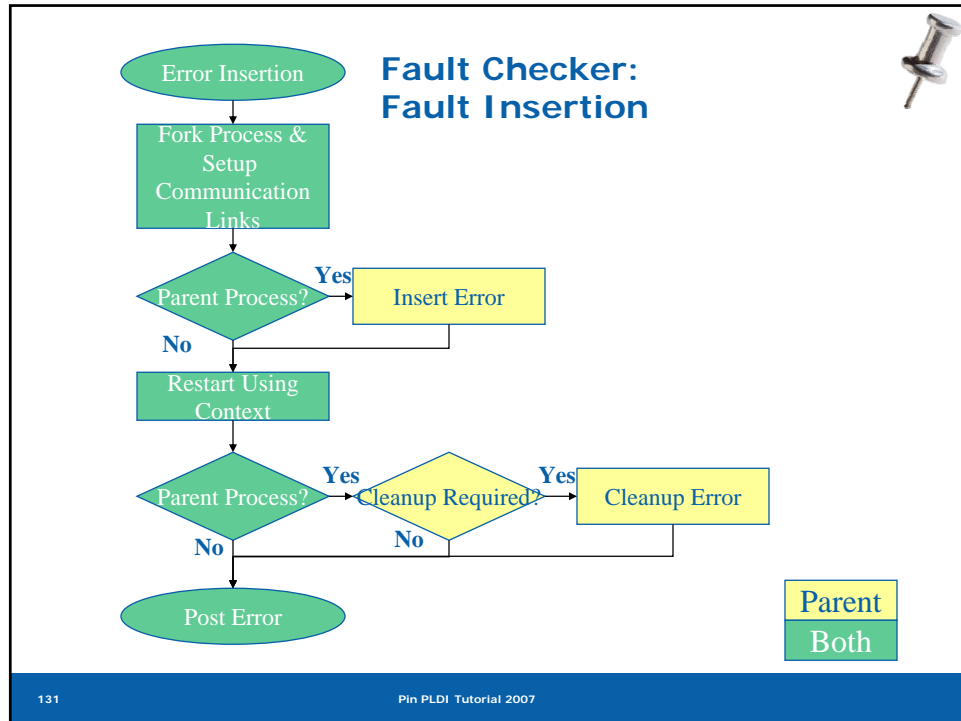 Fault Checker:
Fault Insertion
Error Insertion
Fork Process &
Setup
Communication
Links
Parent Process?
Yes
Insert Error
No
Restart Using
Context
Parent Process?
Yes
Cleanup Required?
Yes
Cleanup Error
No
No
Post Error
Parent
Both
131
Pin PLDI Tutorial 2007